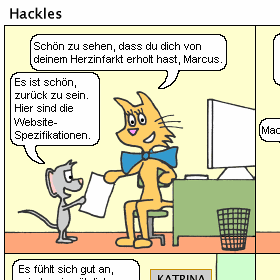 Hackles
Schön zu sehen, dass du dich von
deinem Herzinfarkt erholt hast, Marcus.
Es ist schön,
zurück zu sein.
Hier sind die
Website-
Spezifikationen.
Es fühlt sich gut an,
KATRINA